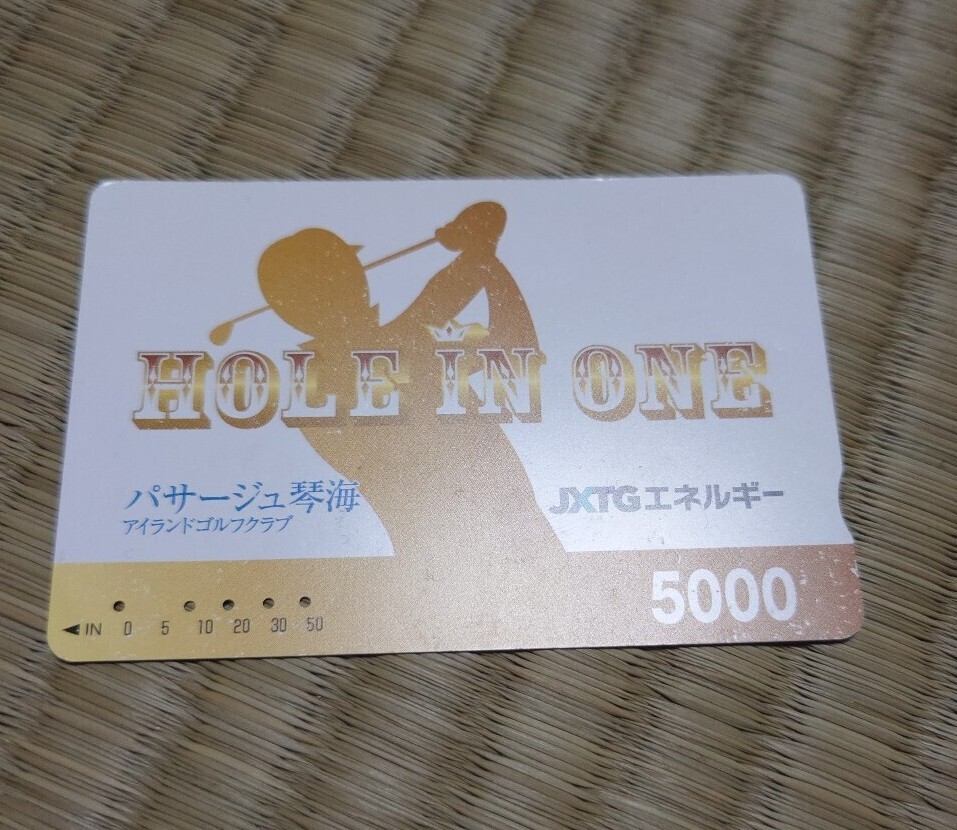 HOLE IN ONE
パサージュ琴海
アイランドゴルフクラブ
JXTGエネルギー
5000
◀IN 0 5 10 20 30 50